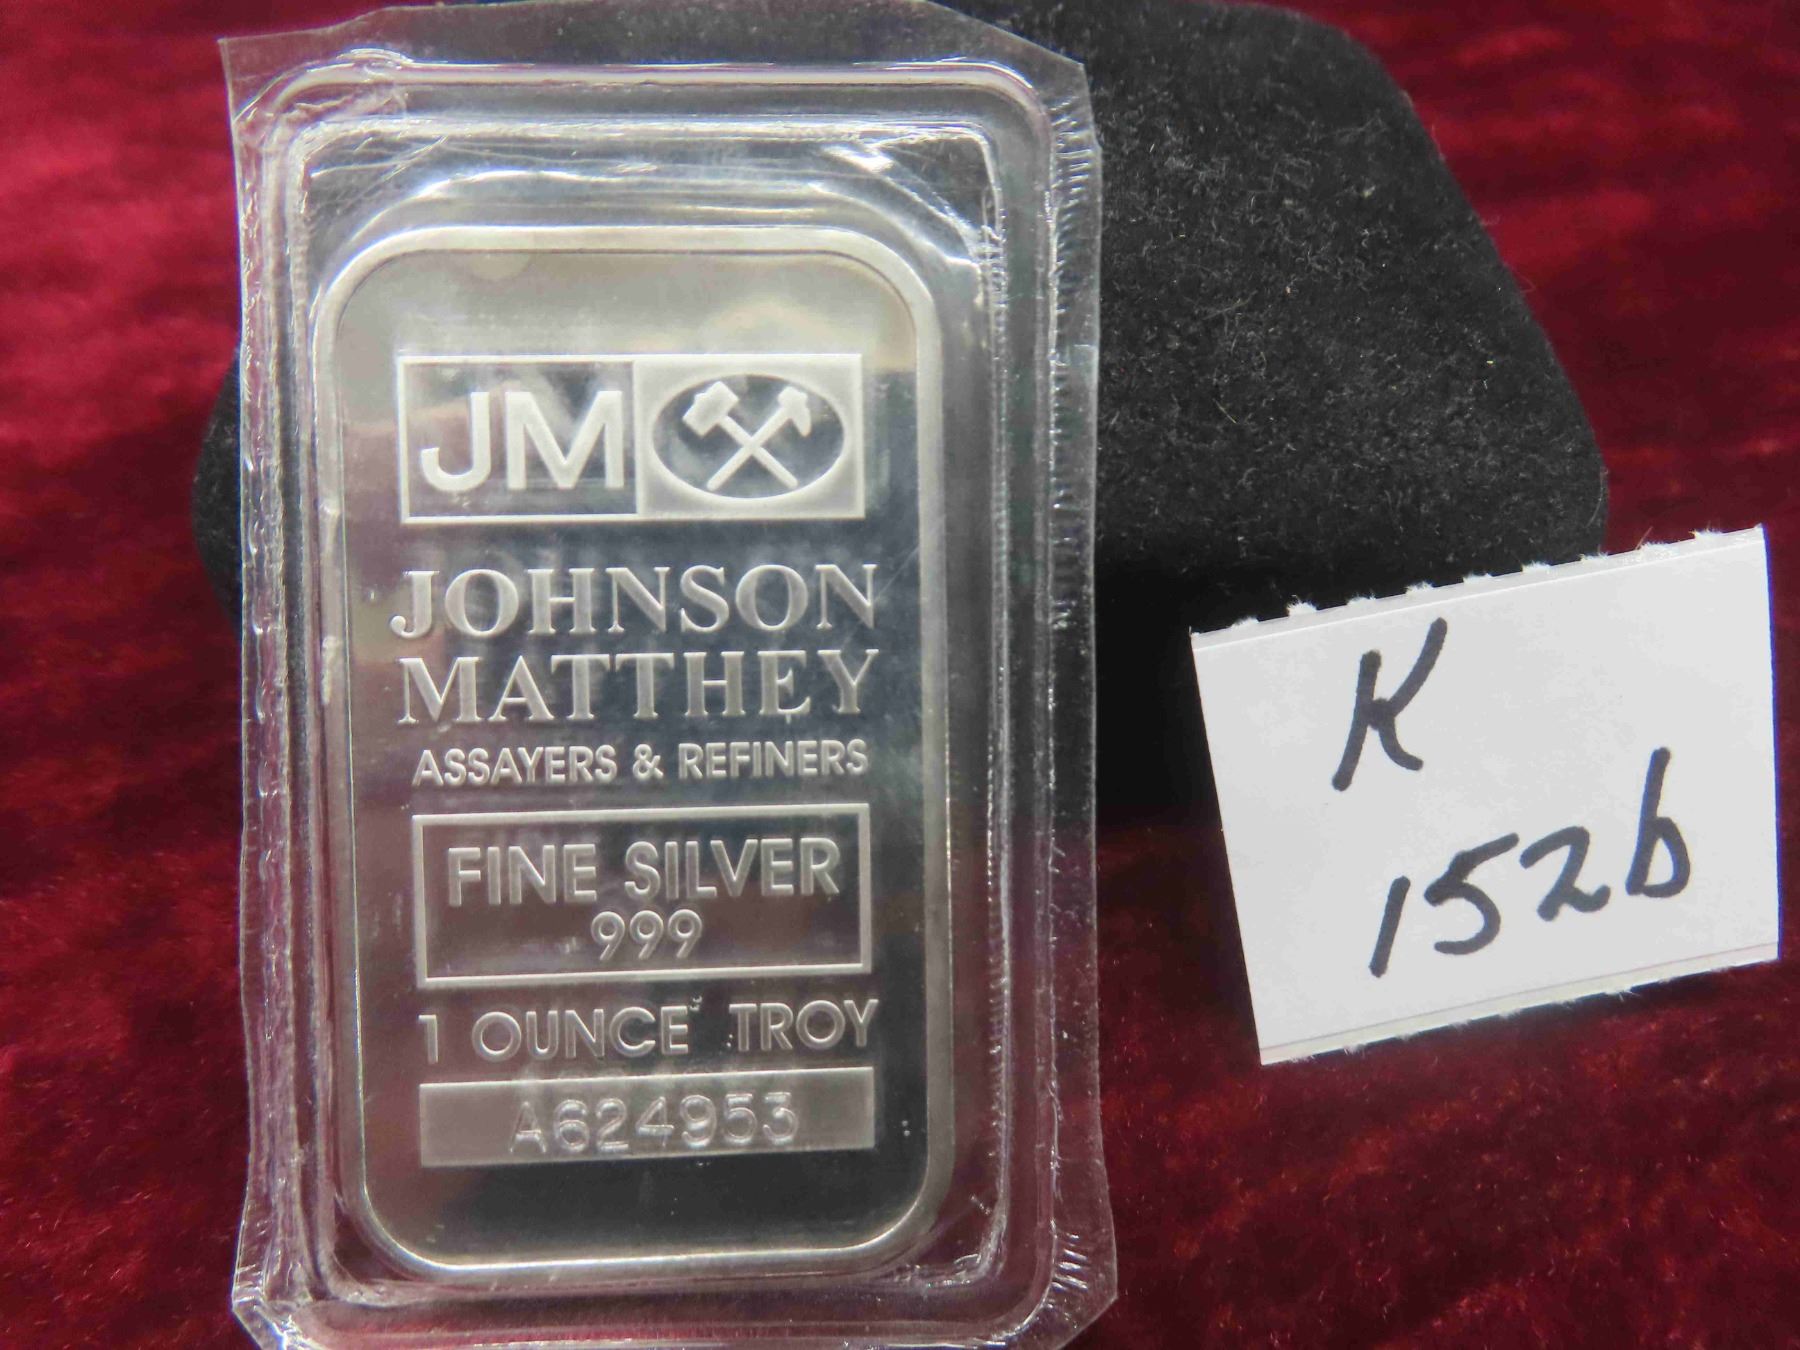 JM
JOHNSON
MATTHEY
ASSAYERS & REFINERS
FINE SILVER
999
1 OUNCE TROY
A624953
K
152b